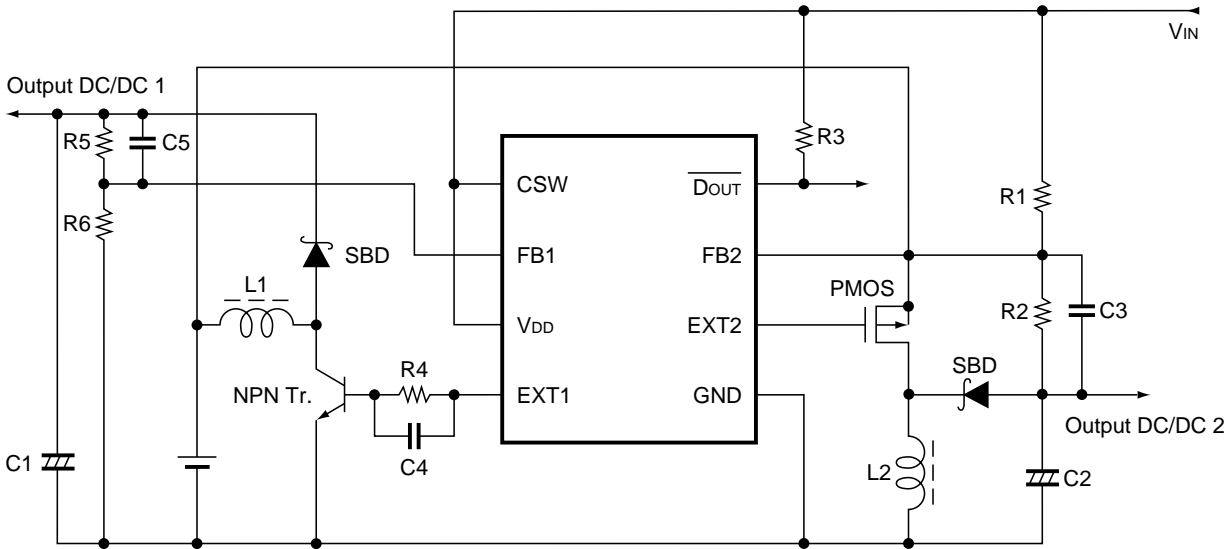 VIN
Output DC/DC 1
R5
C5
R3
CSW
DOUT
R1
R6
SBD
FB1
FB2
L1
PMOS
R2
C3
VDD
EXT2
R4
SBD
NPN Tr.
EXT1
GND
Output DC/DC 2
C1
C4
L2
C2